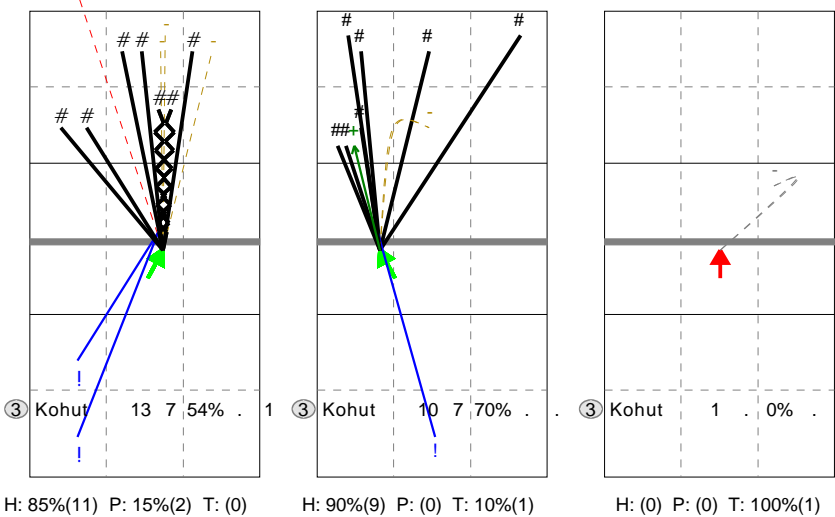 # # - # -
##
# #
3 Kohut 13 7 54% . 1
!
!
H: 85%(11) P: 15%(2) T: (0)
# #
# #
- #
##+
3 Kohut 10 7 70% . .
!
H: 90%(9) P: (0) T: 10%(1)
-
3 Kohut 1 . 0% .
H: (0) P: (0) T: 100%(1)